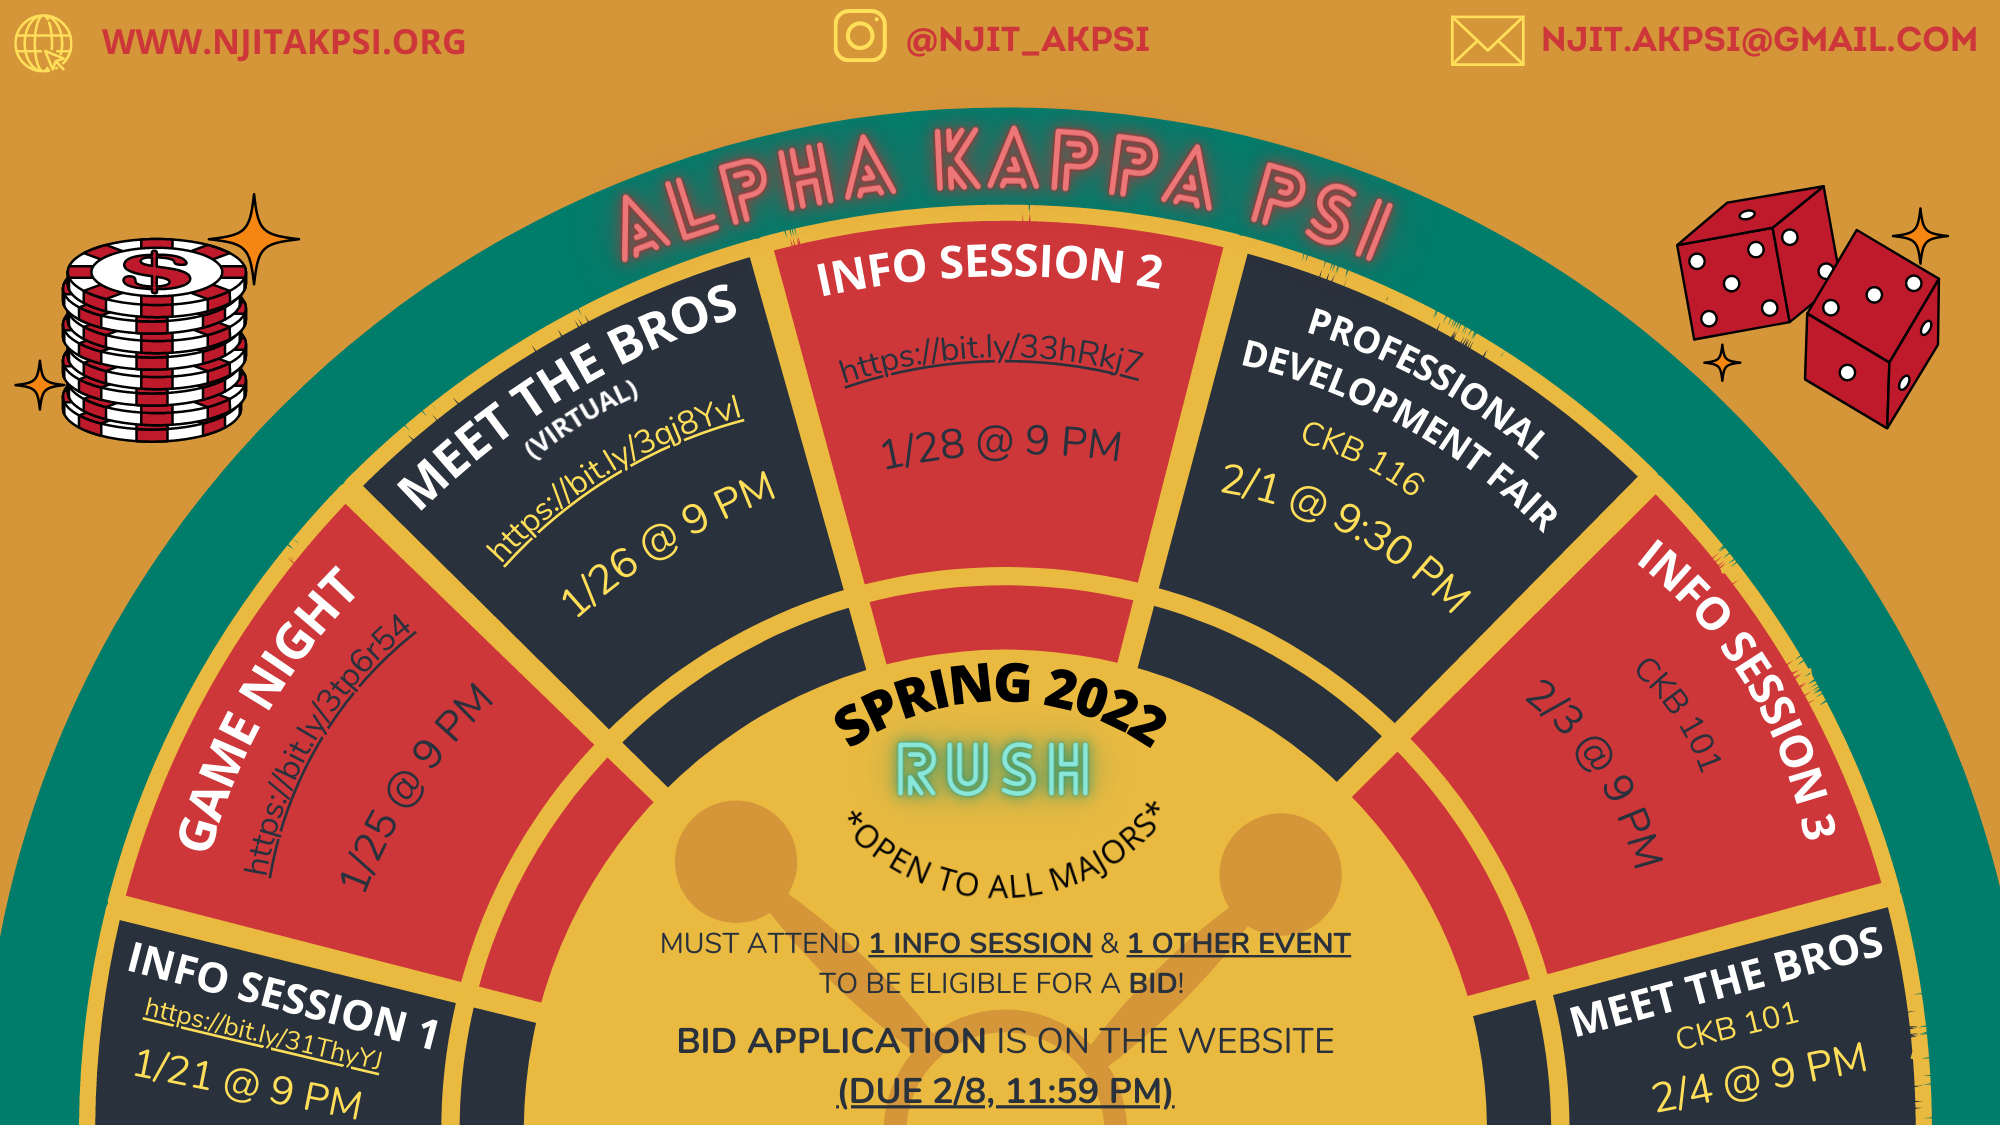 WWW.NJITAKPSI.ORG
@NJIT_AKPSI
NJIT.AKPSI@GMAIL.COM
ALPHA KAPPA PSI
INFO SESSION 1
https://bit.ly/31ThyYJ
1/21 @ 9 PM
GAME NIGHT
https://bit.ly/3tp6r54
1/25 @ 9 PM
MEET THE BROS
(VIRTUAL)
https://bit.ly/3qj8YvI
1/26 @ 9 PM
INFO SESSION 2
https://bit.ly/33hRkj7
1/28 @ 9 PM
PROFESSIONAL
DEVELOPMENT FAIR
CKB 116
2/1 @ 9:30 PM
INFO SESSION 3
CKB 101
2/3 @ 9 PM
MEET THE BROS
CKB 101
2/4 @ 9 PM
SPRING 2022
RUSH
*OPEN TO ALL MAJORS*
MUST ATTEND 1 INFO SESSION & 1 OTHER EVENT
TO BE ELIGIBLE FOR A BID!
BID APPLICATION IS ON THE WEBSITE
(DUE 2/8, 11:59 PM)
$